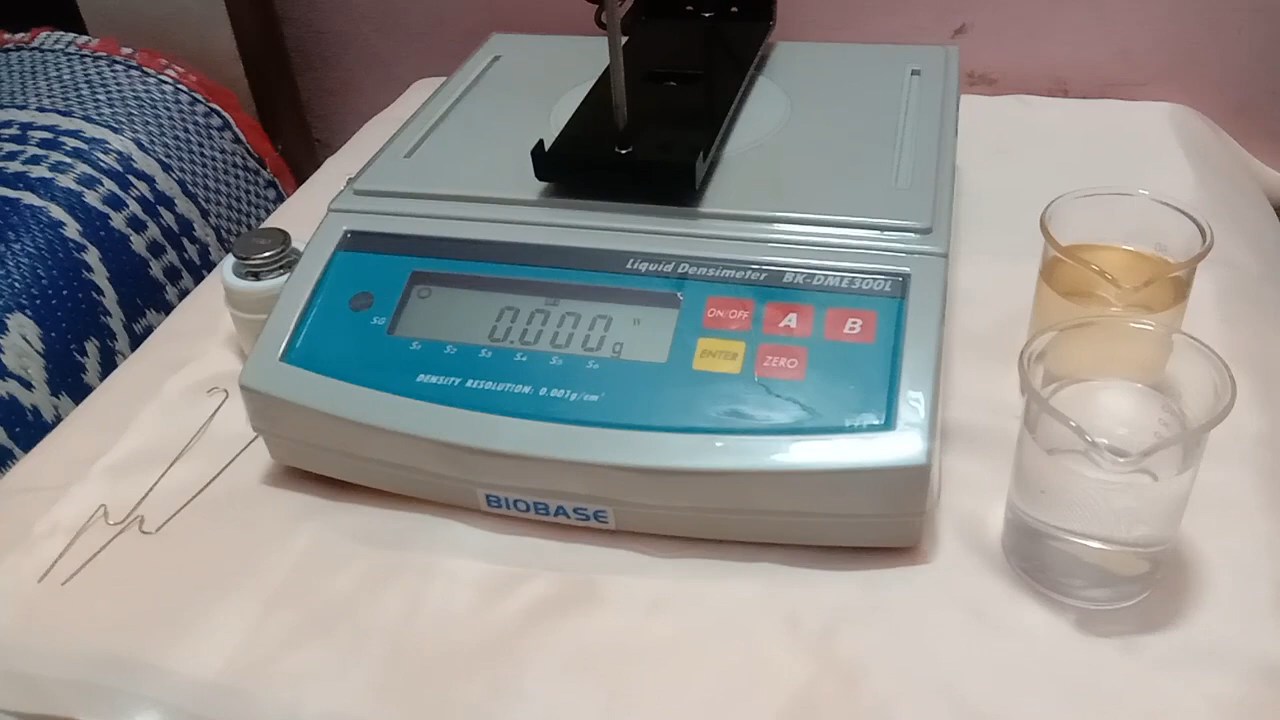 Liquid Densimeter BK-DME300L
ON/OFF A B
SG
0.000 g
S1 S2 S3 S4 S5 S6
ENTER ZERO
DENSITY RESOLUTION: 0.001g/cm³
BIOBASE